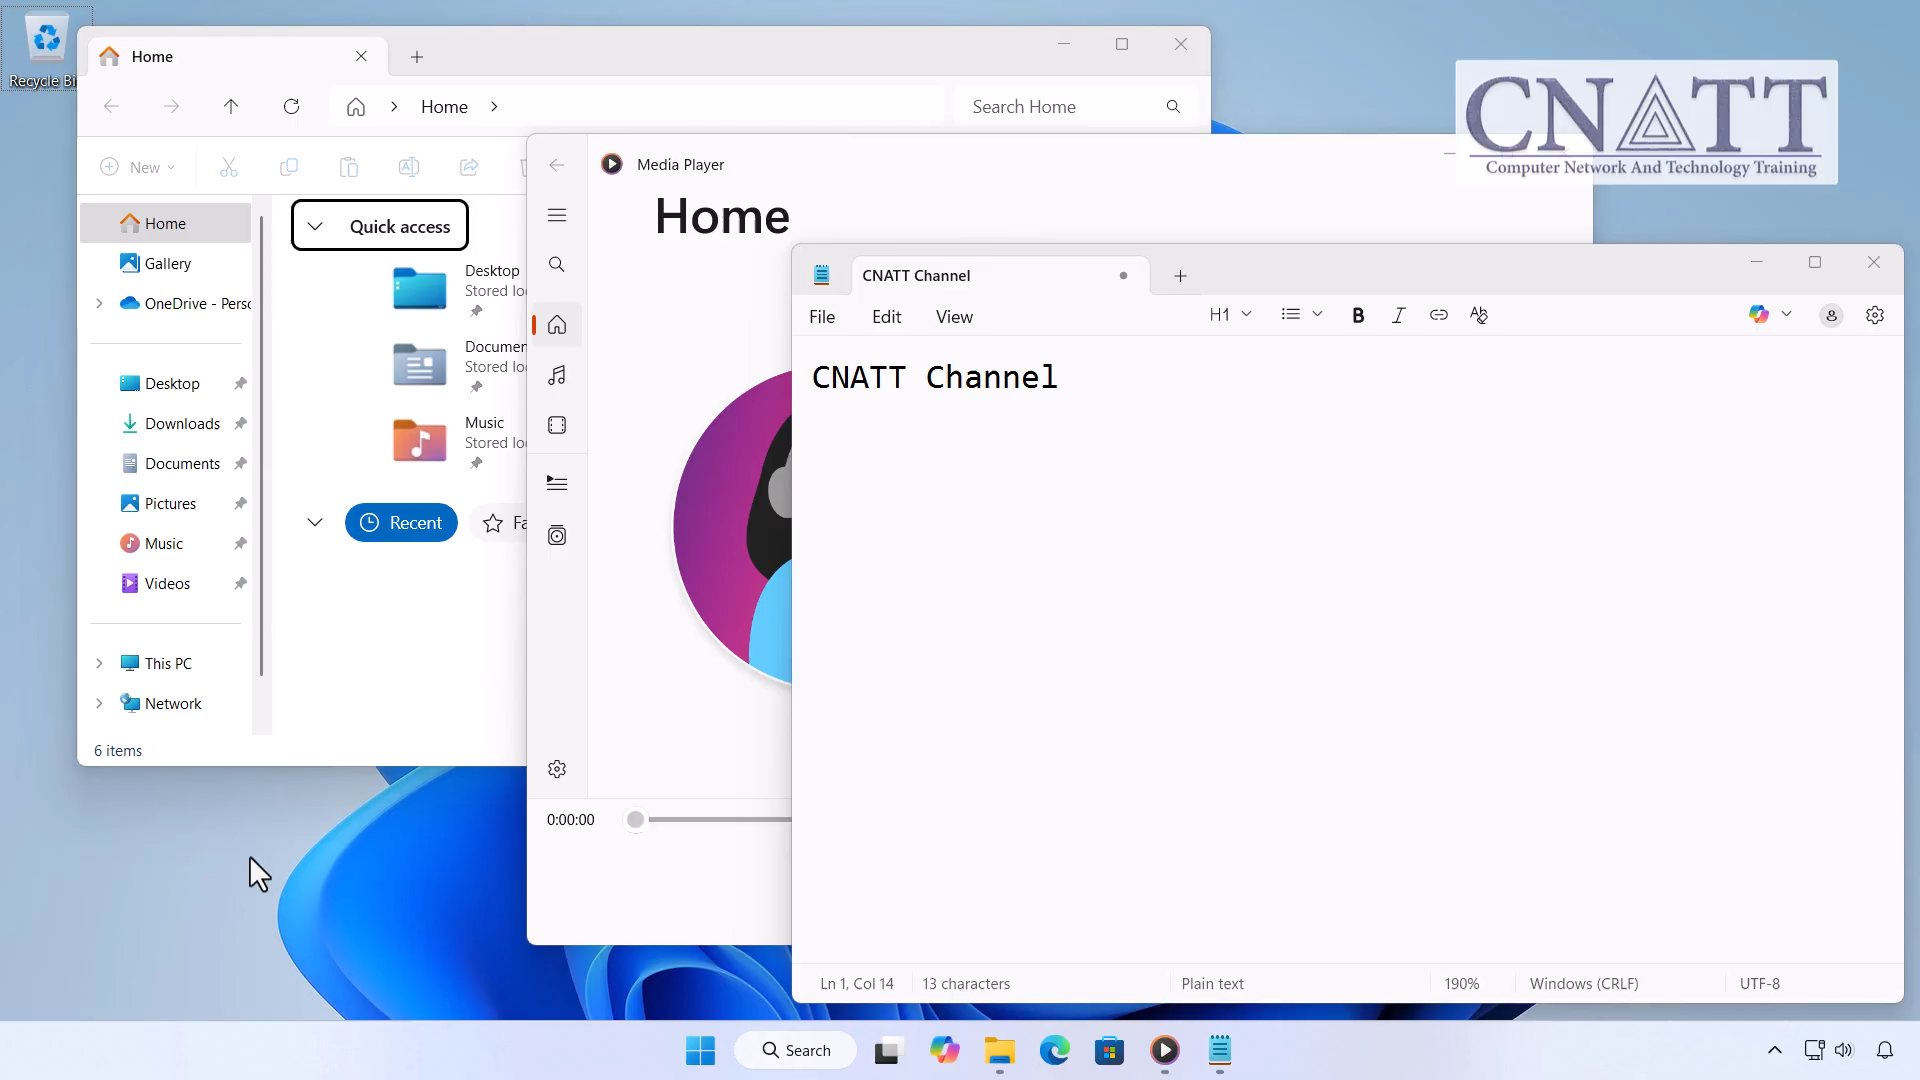 Recycle Bi
Home
Home
Search Home
New
Home
Gallery
OneDrive - Perso
Desktop
Downloads
Documents
Pictures
Music
Videos
This PC
Network
6 items
Quick access
Desktop
Stored loc
Documen
Stored loc
Music
Stored loc
Recent
Fa
Media Player
Home
0:00:00
CNATT
Computer Network And Technology Training
CNATT Channel
File
Edit
View
H1
B
I
CNATT Channel
Ln 1, Col 14
13 characters
Plain text
190%
Windows (CRLF)
UTF-8
Search